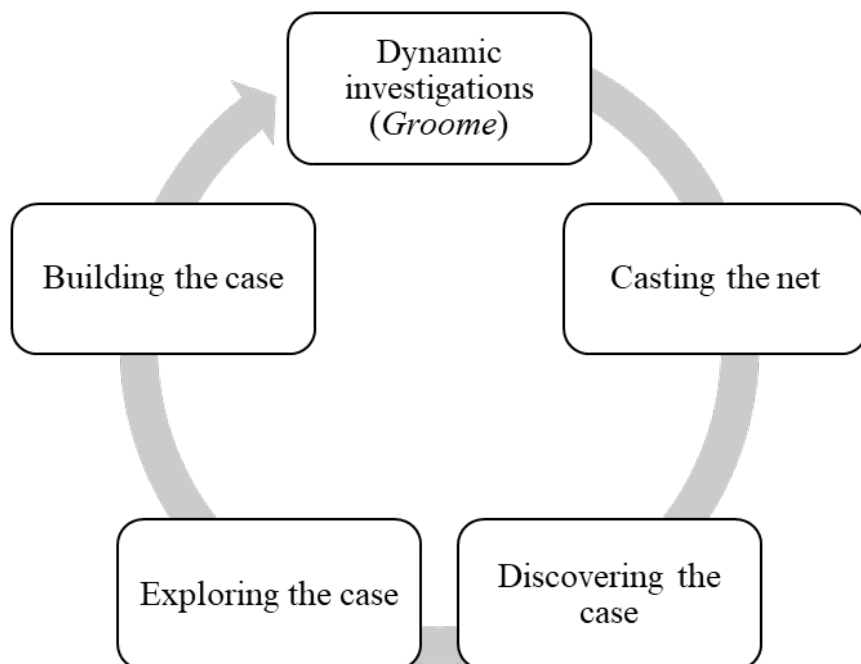 Dynamic
investigations
(Groome)
Casting the net
Discovering the
case
Exploring the case
Building the case